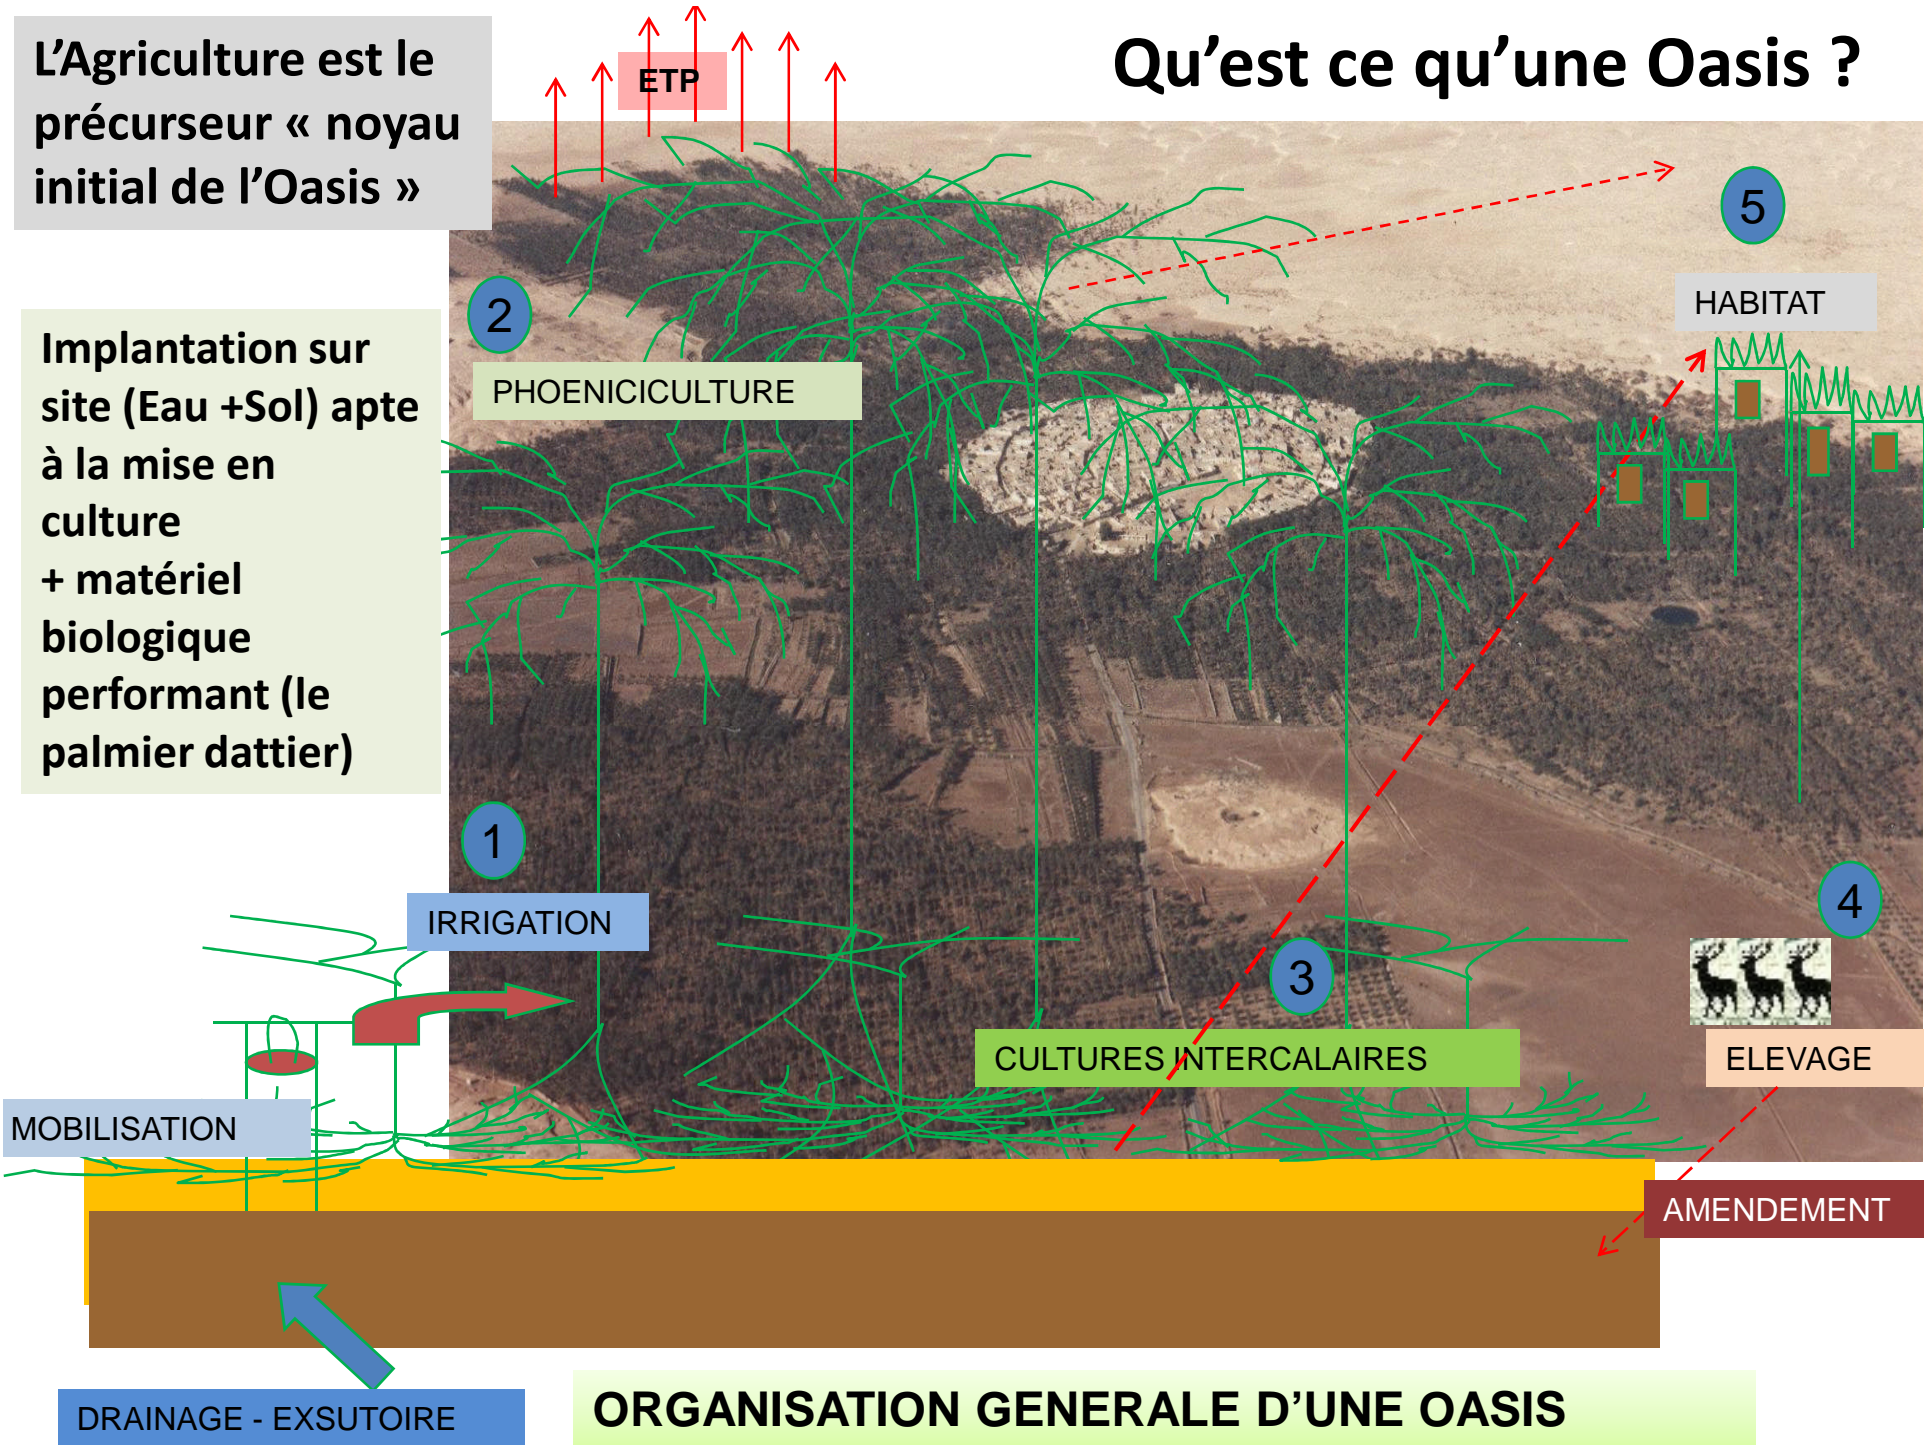 L’Agriculture est le
précurseur « noyau
initial de l’Oasis »
ETP
Qu’est ce qu’une Oasis ?
5
HABITAT
2
PHOENICICULTURE
Implantation sur
site (Eau +Sol) apte
à la mise en
culture
+ matériel
biologique
performant (le
palmier dattier)
1
IRRIGATION
4
3
CULTURES INTERCALAIRES
ELEVAGE
MOBILISATION
AMENDEMENT
DRAINAGE - EXSUTOIRE
ORGANISATION GENERALE D’UNE OASIS